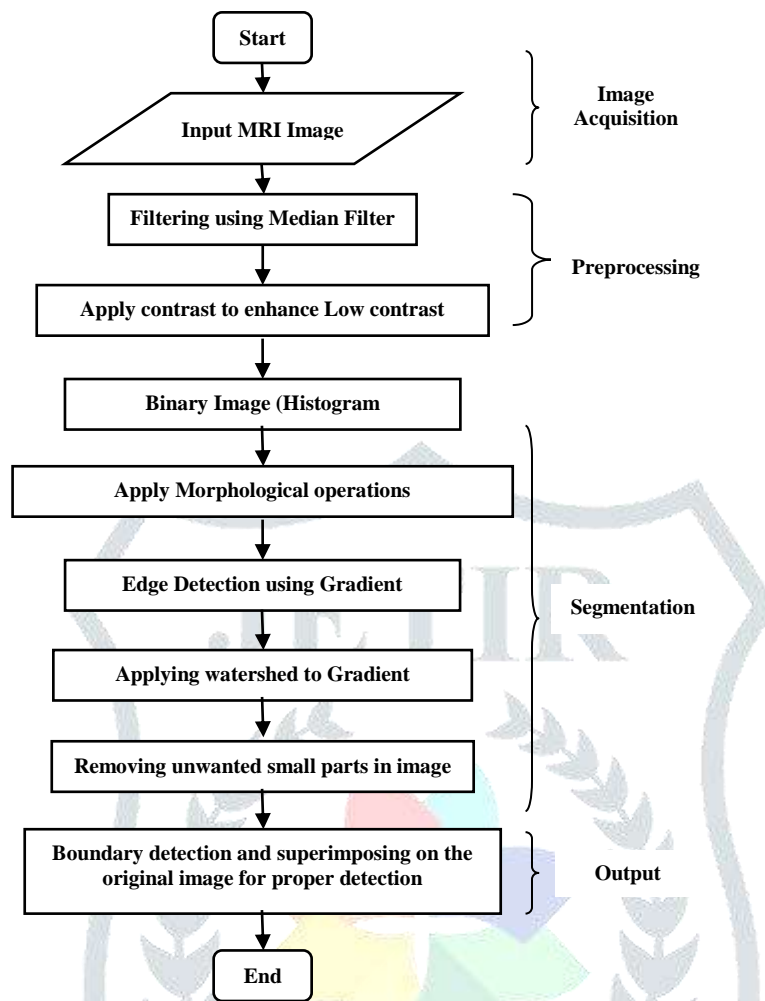 Start
Image
Acquisition
Input MRI Image
Filtering using Median Filter
Preprocessing
Apply contrast to enhance Low contrast
Binary Image (Histogram
Apply Morphological operations
Edge Detection using Gradient
Segmentation
JETIR
Applying watershed to Gradient
Removing unwanted small parts in image
Boundary detection and superimposing on the
original image for proper detection
Output
End